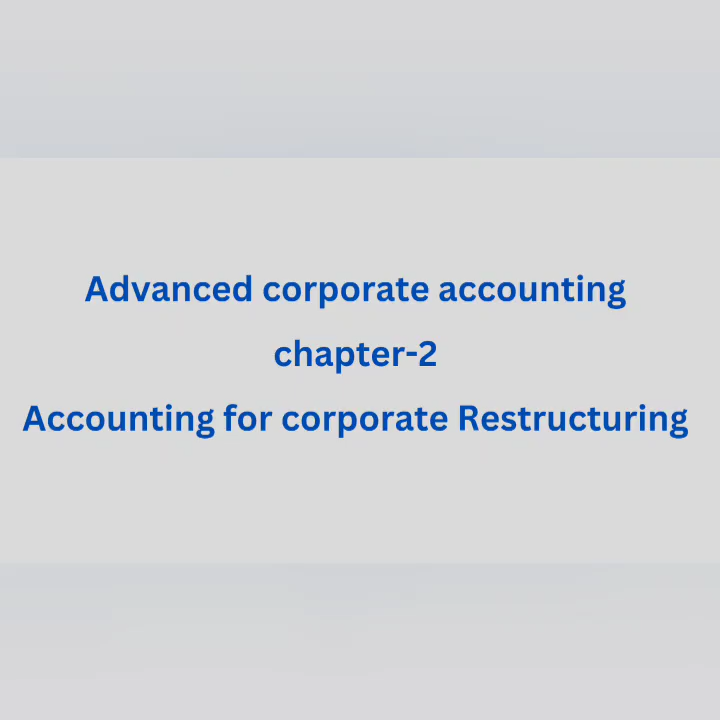 Advanced corporate accounting
chapter-2
Accounting for corporate Restructuring